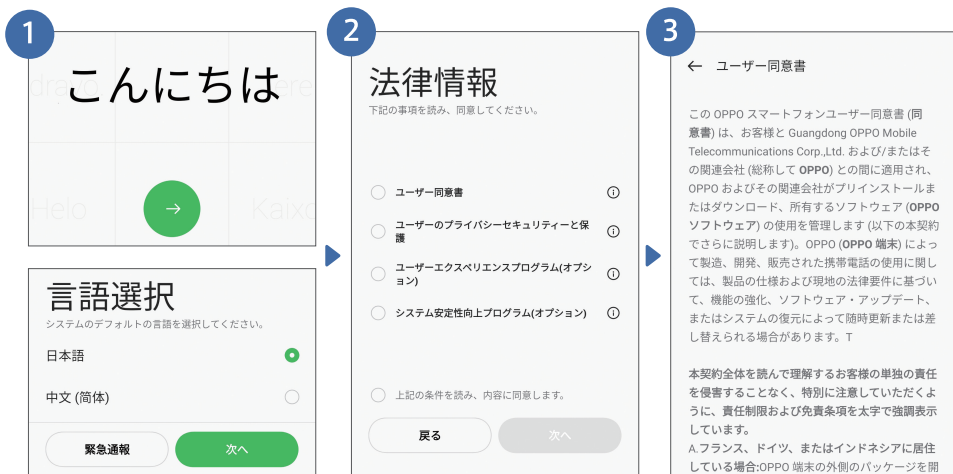 1
こんにちは
Helo
Kaixo
→
言語選択
システムのデフォルトの言語を選択してください。
日本語
中文 (简体)
緊急通報
次へ
2
法律情報
下記の事項を読み、同意してください。
ユーザー同意書
ユーザーのプライバシーセキュリティーと保
護
ユーザーエクスペリエンスプログラム(オプシ
ョン)
システム安定性向上プログラム(オプション)
上記の条件を読み、内容に同意します。
戻る
次へ
3
← ユーザー同意書
この OPPO スマートフォンユーザー同意書 (同
意書) は、お客様と Guangdong OPPO Mobile
Telecommunications Corp.,Ltd. および/またはそ
の関連会社 (総称して OPPO) との間に適用され、
OPPO およびその関連会社がプリインストールま
たはダウンロード、所有するソフトウェア (OPPO
ソフトウェア) の使用を管理します (以下の本契約
でさらに説明します)。OPPO (OPPO 端末) によっ
て製造、開発、販売された携帯電話の使用に関し
ては、製品の仕様および現地の法律要件に基づい
て、機能の強化、ソフトウェア・アップデート、
またはシステムの復元によって随時更新または差
し替えられる場合があります。T
本契約全体を読んで理解するお客様の単独の責任
を侵害することなく、特別に注意していただくよ
うに、責任制限および免責条項を太字で強調表示
しています。
A.フランス、ドイツ、またはインドネシアに居住
している場合:OPPO 端末の外側のパッケージを開